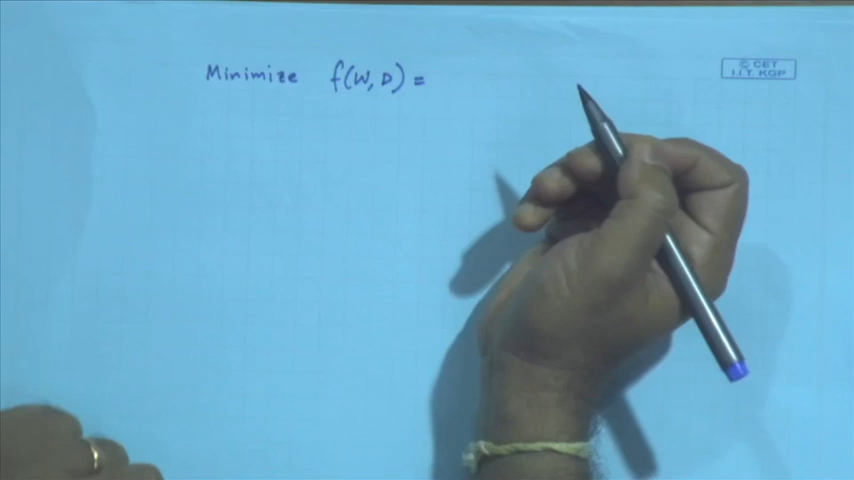 Minimize f(W, D) =
© CET
I.I.T. KGP